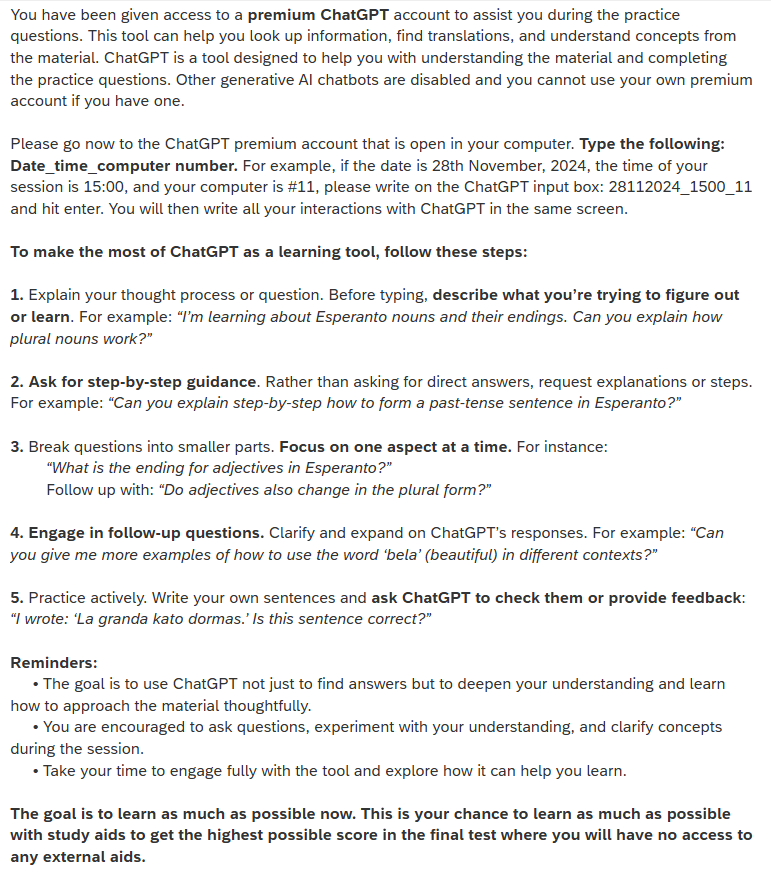 You have been given access to a premium ChatGPT account to assist you during the practice
questions. This tool can help you look up information, find translations, and understand concepts from
the material. ChatGPT is a tool designed to help you with understanding the material and completing
the practice questions. Other generative AI chatbots are disabled and you cannot use your own premium
account if you have one.
Please go now to the ChatGPT premium account that is open in your computer. Type the following:
Date_time_computer number. For example, if the date is 28th November, 2024, the time of your
session is 15:00, and your computer is #11, please write on the ChatGPT input box: 28112024_1500_11
and hit enter. You will then write all your interactions with ChatGPT in the same screen.
To make the most of ChatGPT as a learning tool, follow these steps:
1. Explain your thought process or question. Before typing, describe what you’re trying to figure out
or learn. For example: “I’m learning about Esperanto nouns and their endings. Can you explain how
plural nouns work?”
2. Ask for step-by-step guidance. Rather than asking for direct answers, request explanations or steps.
For example: “Can you explain step-by-step how to form a past-tense sentence in Esperanto?”
3. Break questions into smaller parts. Focus on one aspect at a time. For instance:
“What is the ending for adjectives in Esperanto?”
Follow up with: “Do adjectives also change in the plural form?”
4. Engage in follow-up questions. Clarify and expand on ChatGPT’s responses. For example: “Can
you give me more examples of how to use the word ‘bela’ (beautiful) in different contexts?”
5. Practice actively. Write your own sentences and ask ChatGPT to check them or provide feedback:
“I wrote: ‘La granda kato dormas.’ Is this sentence correct?”
Reminders:
• The goal is to use ChatGPT not just to find answers but to deepen your understanding and learn
how to approach the material thoughtfully.
• You are encouraged to ask questions, experiment with your understanding, and clarify concepts
during the session.
• Take your time to engage fully with the tool and explore how it can help you learn.
The goal is to learn as much as possible now. This is your chance to learn as much as possible
with study aids to get the highest possible score in the final test where you will have no access to
any external aids.